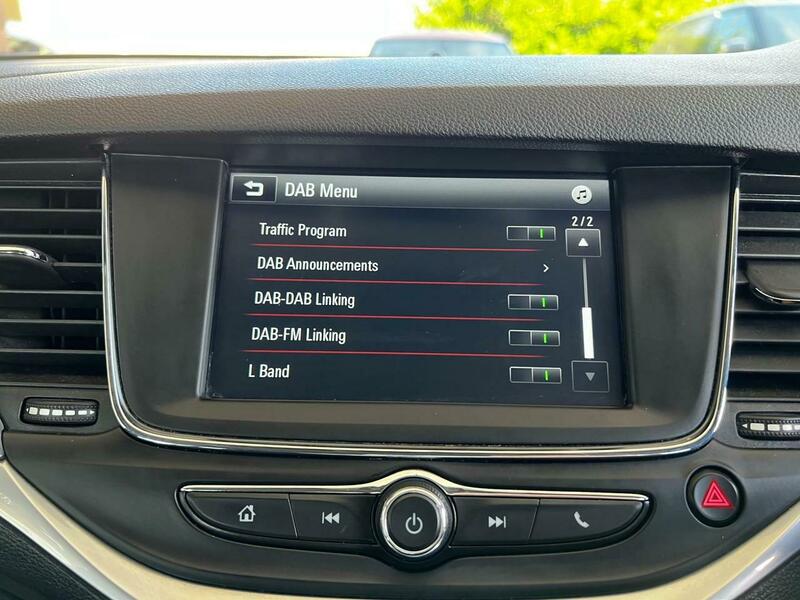 DAB Menu
2/2
Traffic Program
DAB Announcements
DAB-DAB Linking
DAB-FM Linking
L Band